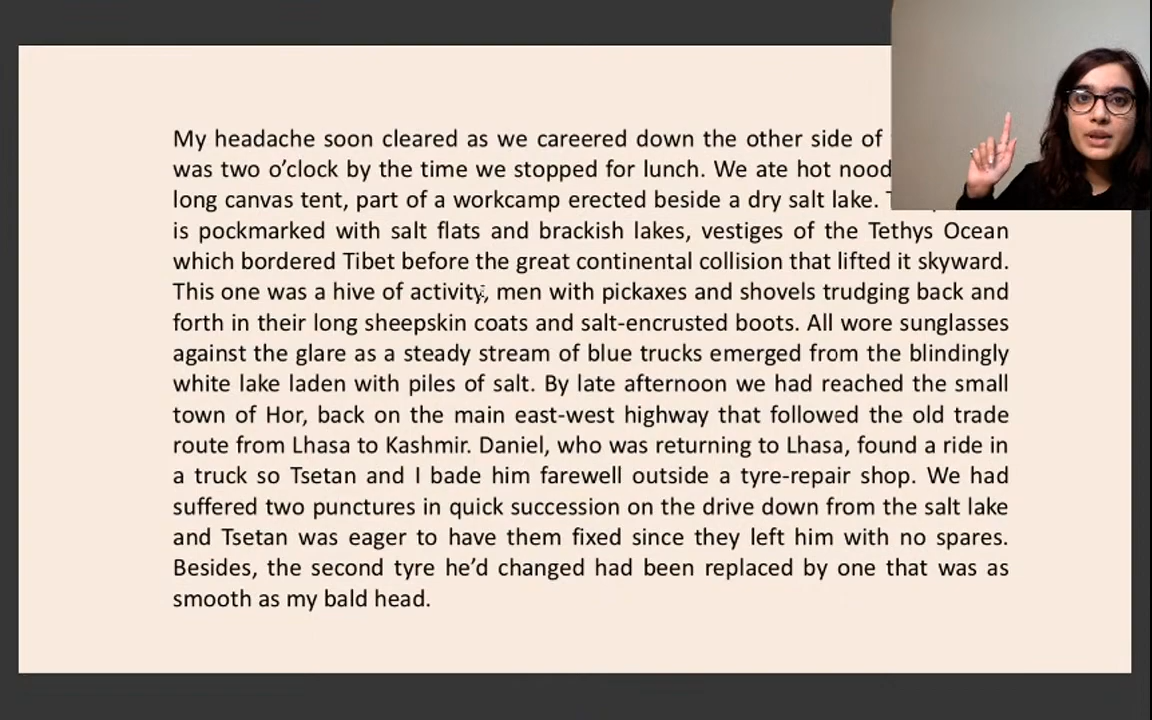 My headache soon cleared as we careered down the other side of
was two o’clock by the time we stopped for lunch. We ate hot
long canvas tent, part of a workcamp erected beside a dry salt lake.
is pockmarked with salt flats and brackish lakes, vestiges of the Tethys Ocean
which bordered Tibet before the great continental collision that lifted it skyward.
This one was a hive of activity, men with pickaxes and shovels trudging back and
forth in their long sheepskin coats and salt-encrusted boots. All wore sunglasses
against the glare as a steady stream of blue trucks emerged from the blindingly
white lake laden with piles of salt. By late afternoon we had reached the small
town of Hor, back on the main east-west highway that followed the old trade
route from Lhasa to Kashmir. Daniel, who was returning to Lhasa, found a ride in
a truck so Tsetan and I bade him farewell outside a tyre-repair shop. We had
suffered two punctures in quick succession on the drive down from the salt lake
and Tsetan was eager to have them fixed since they left him with no spares.
Besides, the second tyre he’d changed had been replaced by one that was as
smooth as my bald head.